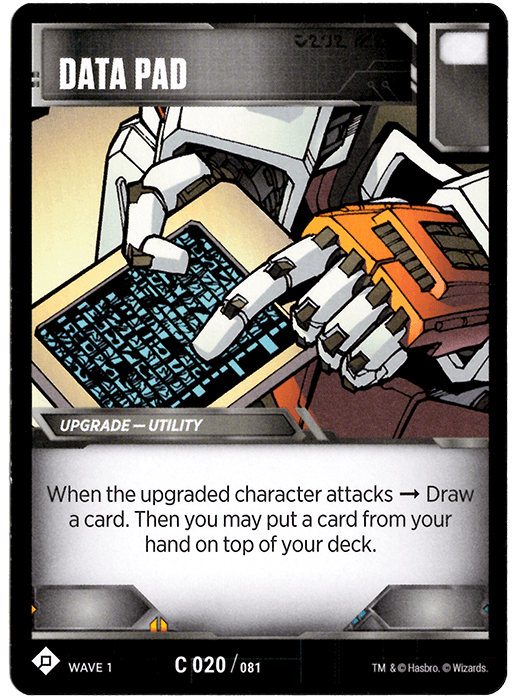 DATA PAD
UPGRADE — UTILITY
When the upgraded character attacks → Draw
a card. Then you may put a card from your
hand on top of your deck.
WAVE 1
C 020 / 081
TM & © Hasbro. © Wizards.